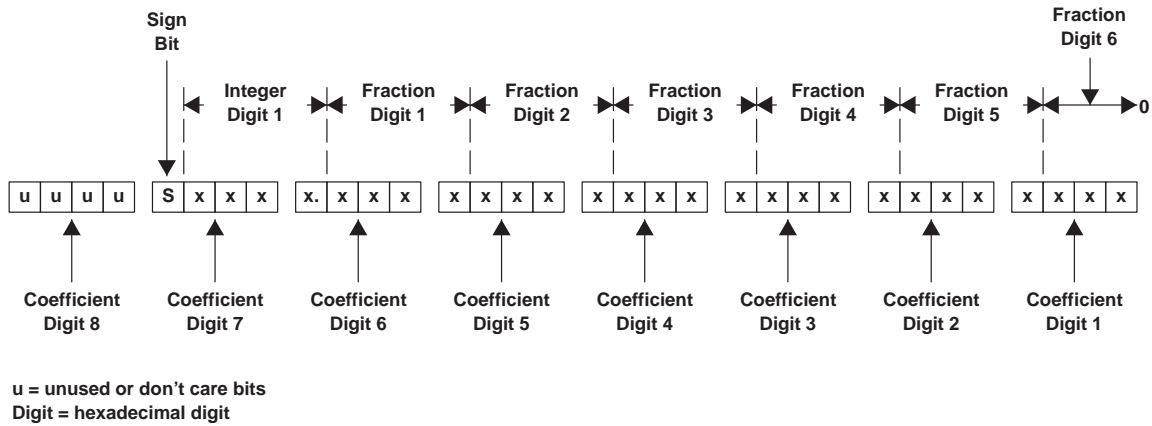 Sign
Bit
Fraction
Digit 6
Integer
Digit 1
Fraction
Digit 1
Fraction
Digit 2
Fraction
Digit 3
Fraction
Digit 4
Fraction
Digit 5
0
u u u u S x x x x. x x x x x x x x x x x x x x x x x x x x x x x
Coefficient
Digit 8
Coefficient
Digit 7
Coefficient
Digit 6
Coefficient
Digit 5
Coefficient
Digit 4
Coefficient
Digit 3
Coefficient
Digit 2
Coefficient
Digit 1
u = unused or don’t care bits
Digit = hexadecimal digit